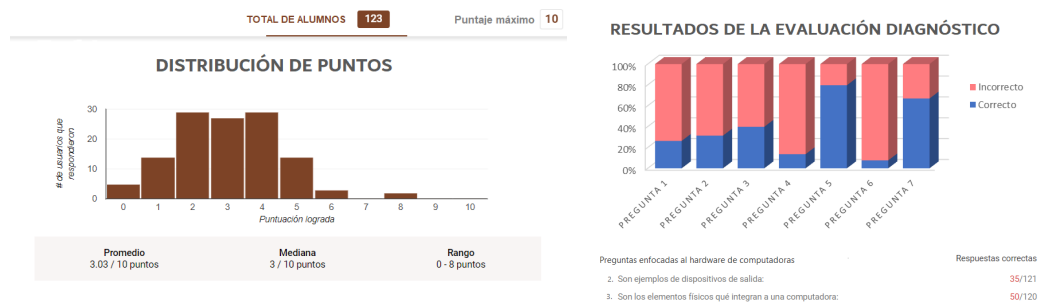 TOTAL DE ALUMNOS 123 Puntaje máximo 10
DISTRIBUCIÓN DE PUNTOS
# de usuarios que
respondieron
30
20
10
0
0 1 2 3 4 5 6 7 8 9 10
Puntuación lograda
Promedio Mediana Rango
3.03 / 10 puntos 3 / 10 puntos 0 - 8 puntos
RESULTADOS DE LA EVALUACIÓN DIAGNÓSTICO
100%
80%
60%
40%
20%
0%
PREGUNTA 1
PREGUNTA 2
PREGUNTA 3
PREGUNTA 4
PREGUNTA 5
PREGUNTA 6
PREGUNTA 7
Incorrecto
Correcto
Preguntas enfocadas al hardware de computadoras Respuestas correctas
2. Son ejemplos de dispositivos de salida: 35/121
3. Son los elementos físicos qué integran a una computadora: 50/120